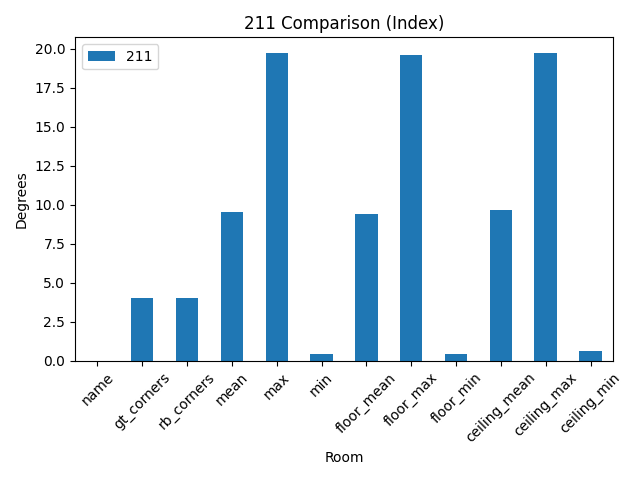 211 Comparison (Index)
211
Degrees
20.0
17.5
15.0
12.5
10.0
7.5
5.0
2.5
0.0
name
gt_corners
rb_corners
mean
max
min
floor_mean
floor_max
floor_min
ceiling_mean
ceiling_max
ceiling_min
Room